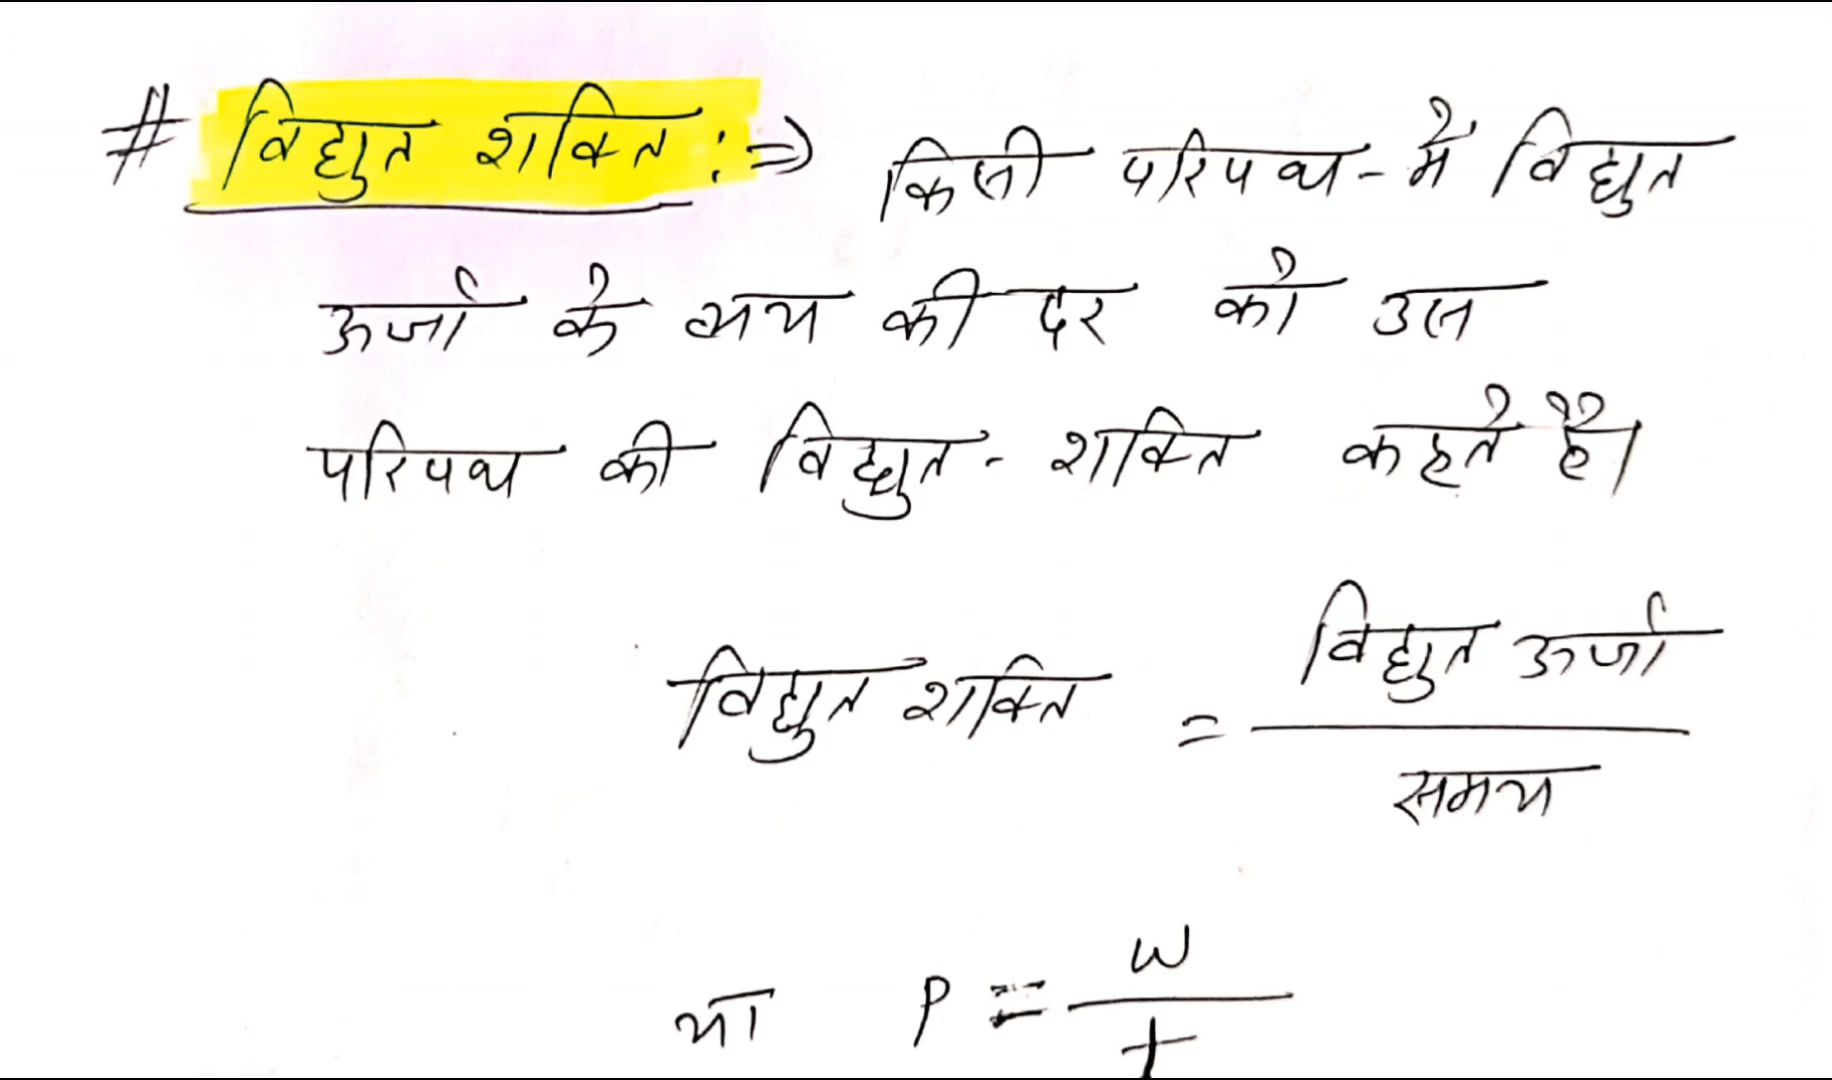 # विद्युत शक्ति :⇒ किसी परिपथ - में विद्युत
ऊर्जा के व्यय की दर को उस
परिपथ की विद्युत - शक्ति कहते है।
विद्युत शक्ति = विद्युत ऊर्जा / समय
या P = W / t